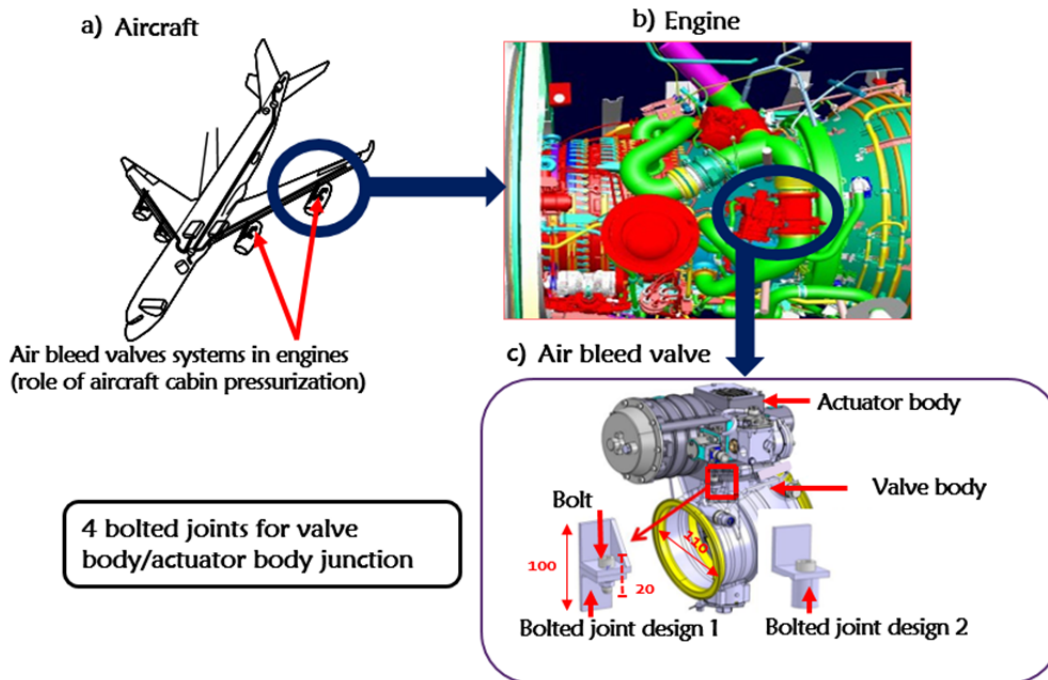 a) Aircraft
b) Engine
Air bleed valves systems in engines
(role of aircraft cabin pressurization)
c) Air bleed valve
Actuator body
Valve body
Bolt
110
100
20
Bolted joint design 1
Bolted joint design 2
4 bolted joints for valve
body/actuator body junction